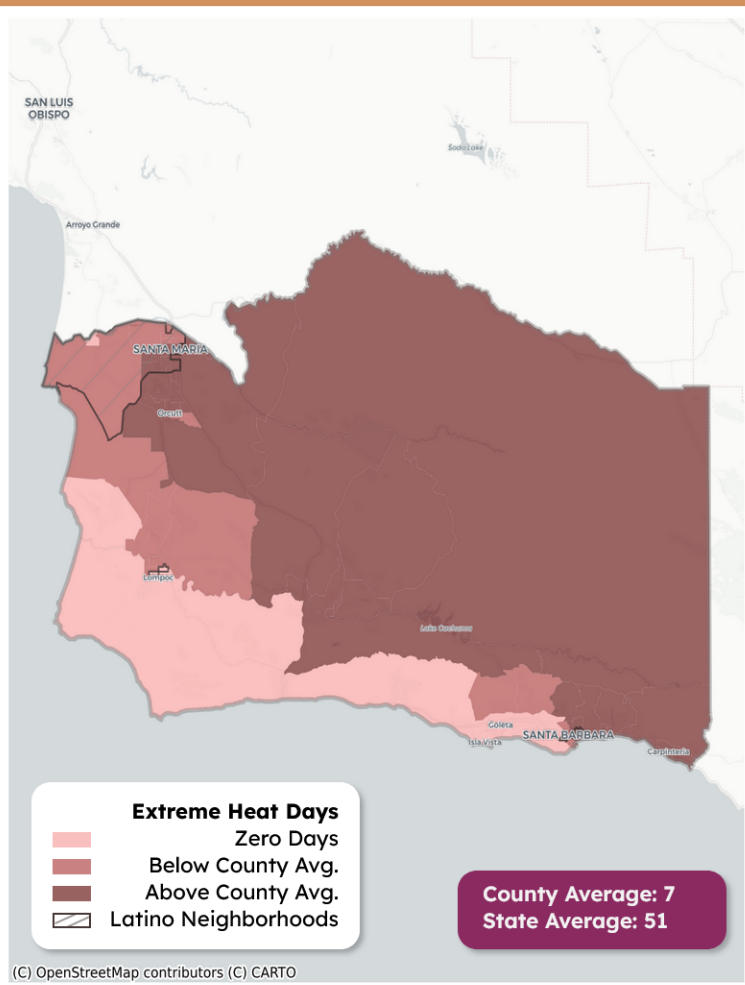 SAN LUIS
OBISPO
Soda Lake
Arroyo Grande
SANTA MARIA
Orcutt
Lompoc
Lake Cachuma
Goleta
Isla Vista
SANTA BARBARA
Carpinteria
Extreme Heat Days
Zero Days
Below County Avg.
Above County Avg.
Latino Neighborhoods
County Average: 7
State Average: 51
(C) OpenStreetMap contributors (C) CARTO